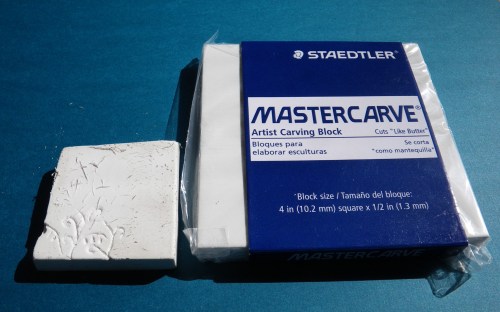 STAEDTLER
MASTERCARVE®
Artist Carving Block Cuts "Like Butter"
Bloques para elaborar esculturas
Se corta "como mantequilla"
Block size / Tamaño del bloque:
4 in (10.2 mm) square x 1/2 in (1.3 mm)
MASTERCARVE